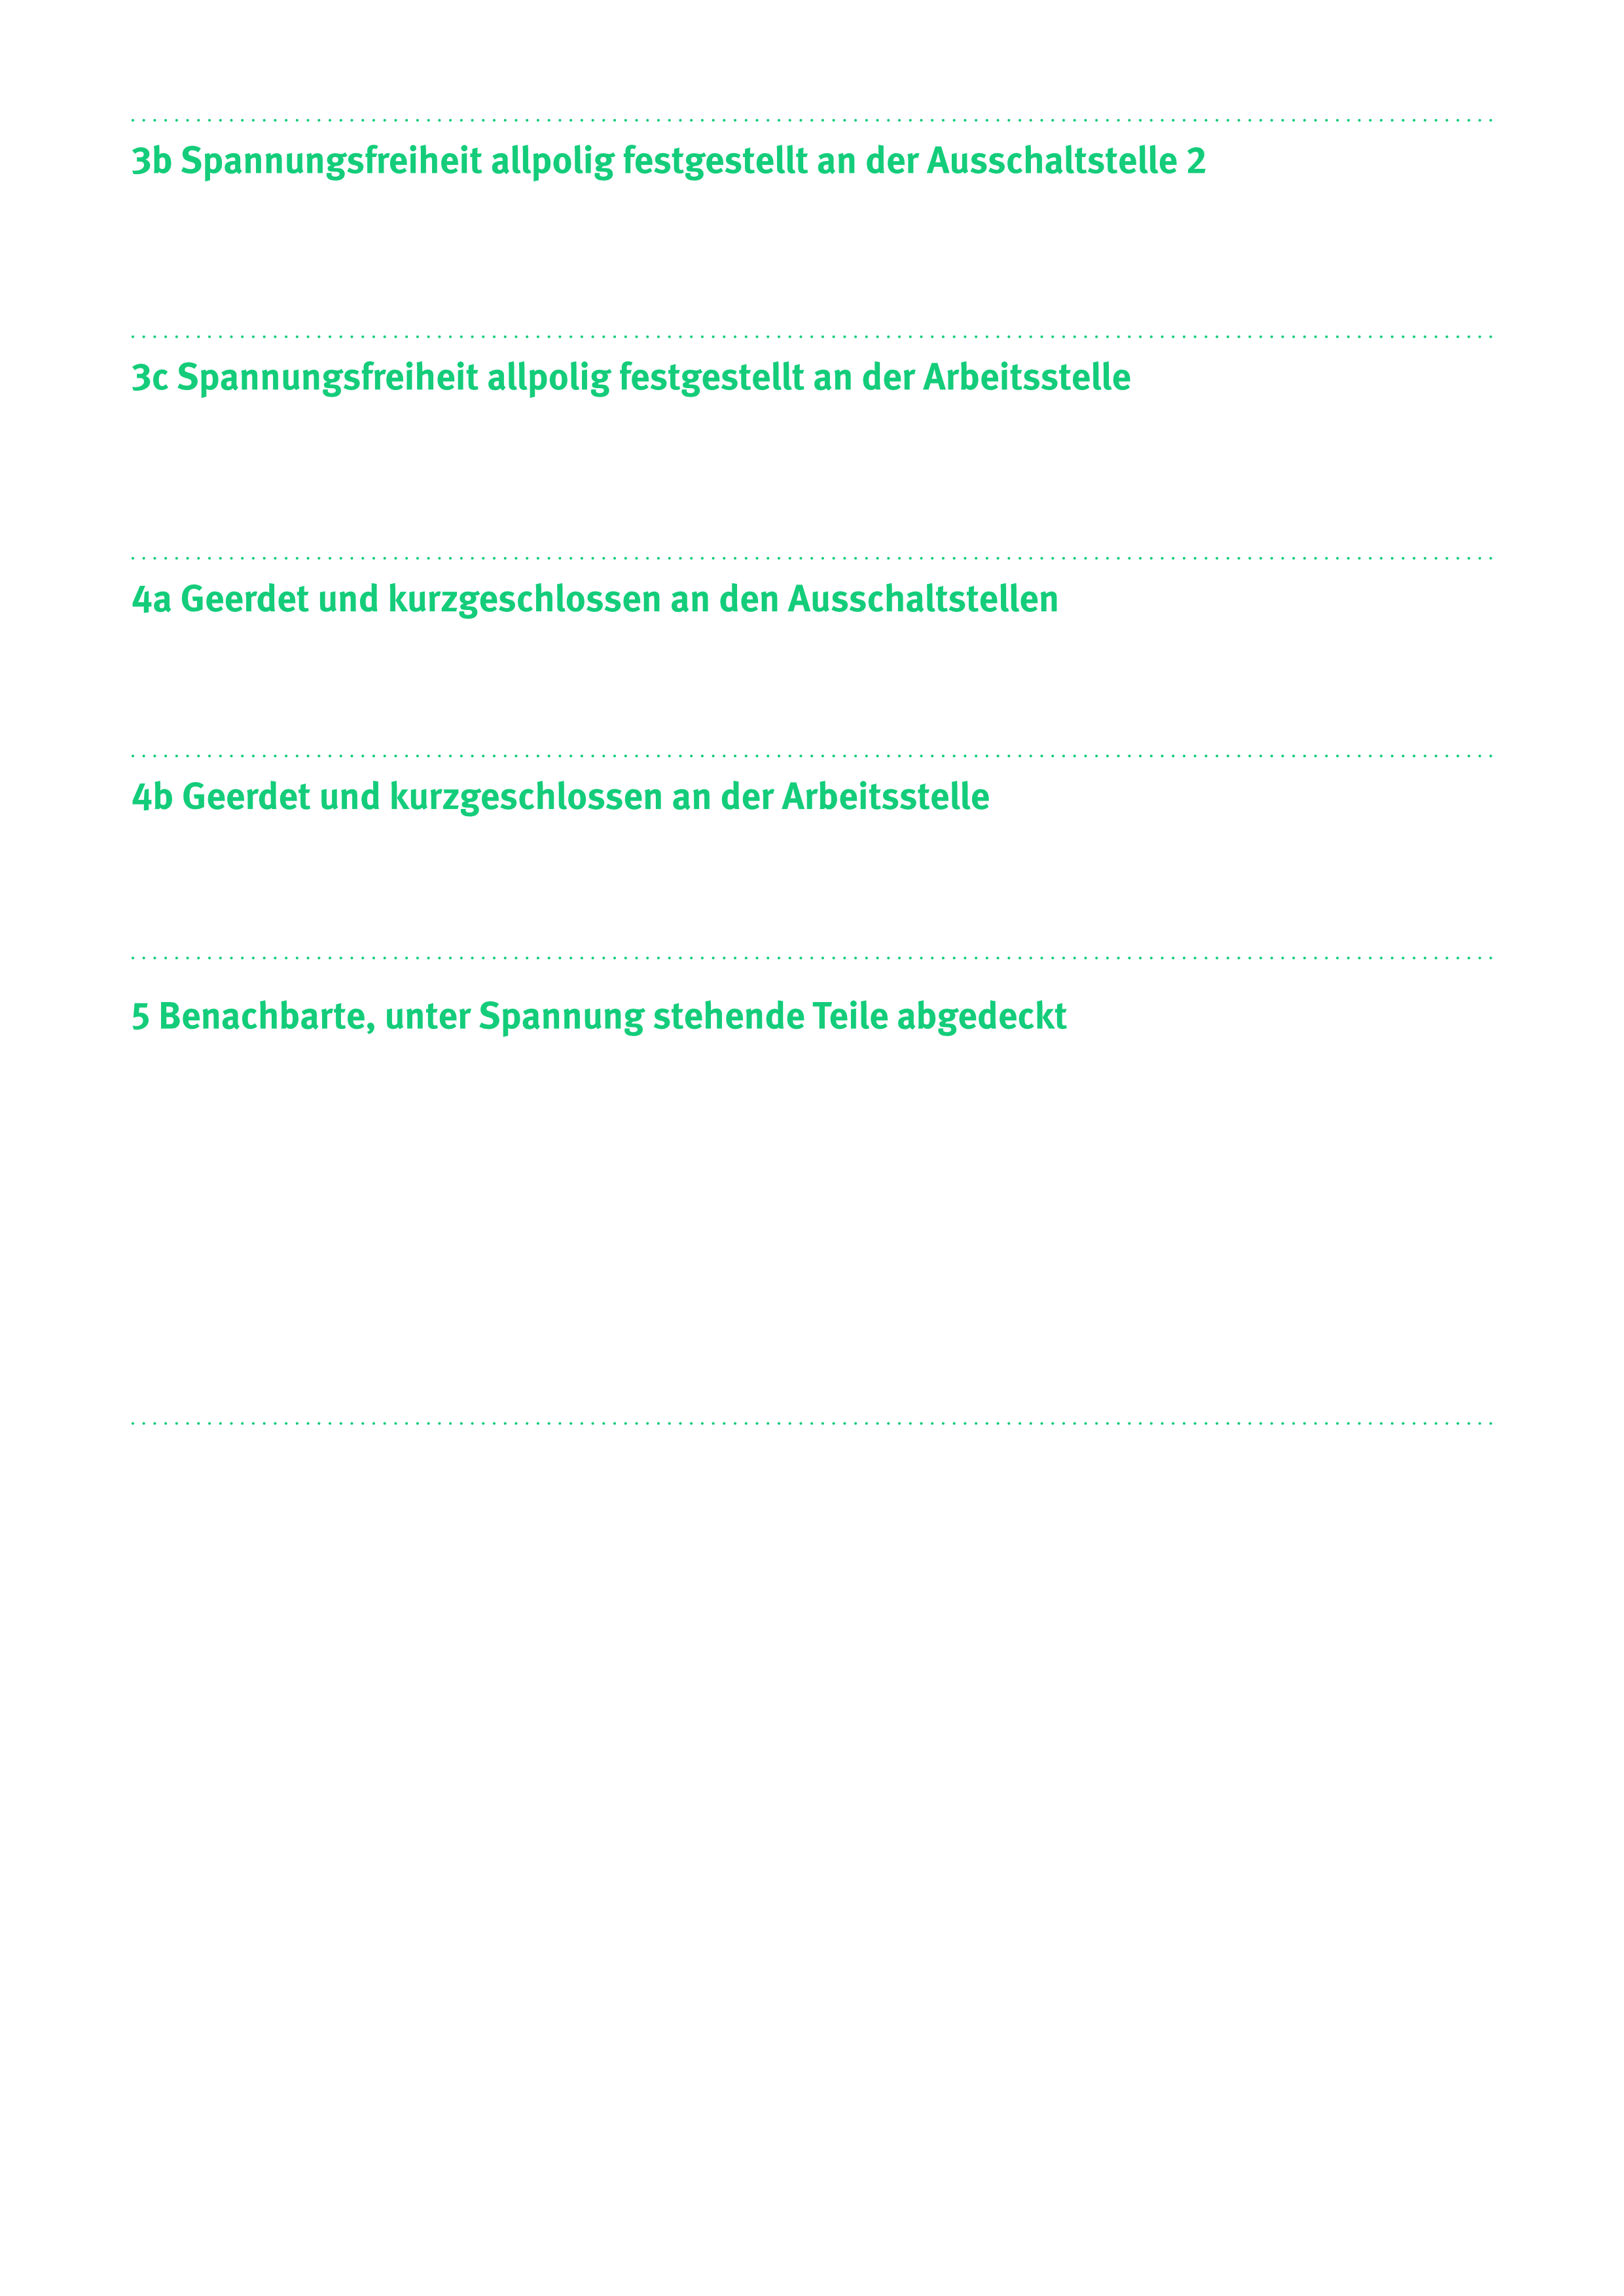 3b Spannungsfreiheit allpolig festgestellt an der Ausschaltstelle 2
3c Spannungsfreiheit allpolig festgestellt an der Arbeitsstelle
4a Geerdet und kurzgeschlossen an den Ausschaltstellen
4b Geerdet und kurzgeschlossen an der Arbeitsstelle
5 Benachbarte, unter Spannung stehende Teile abgedeckt